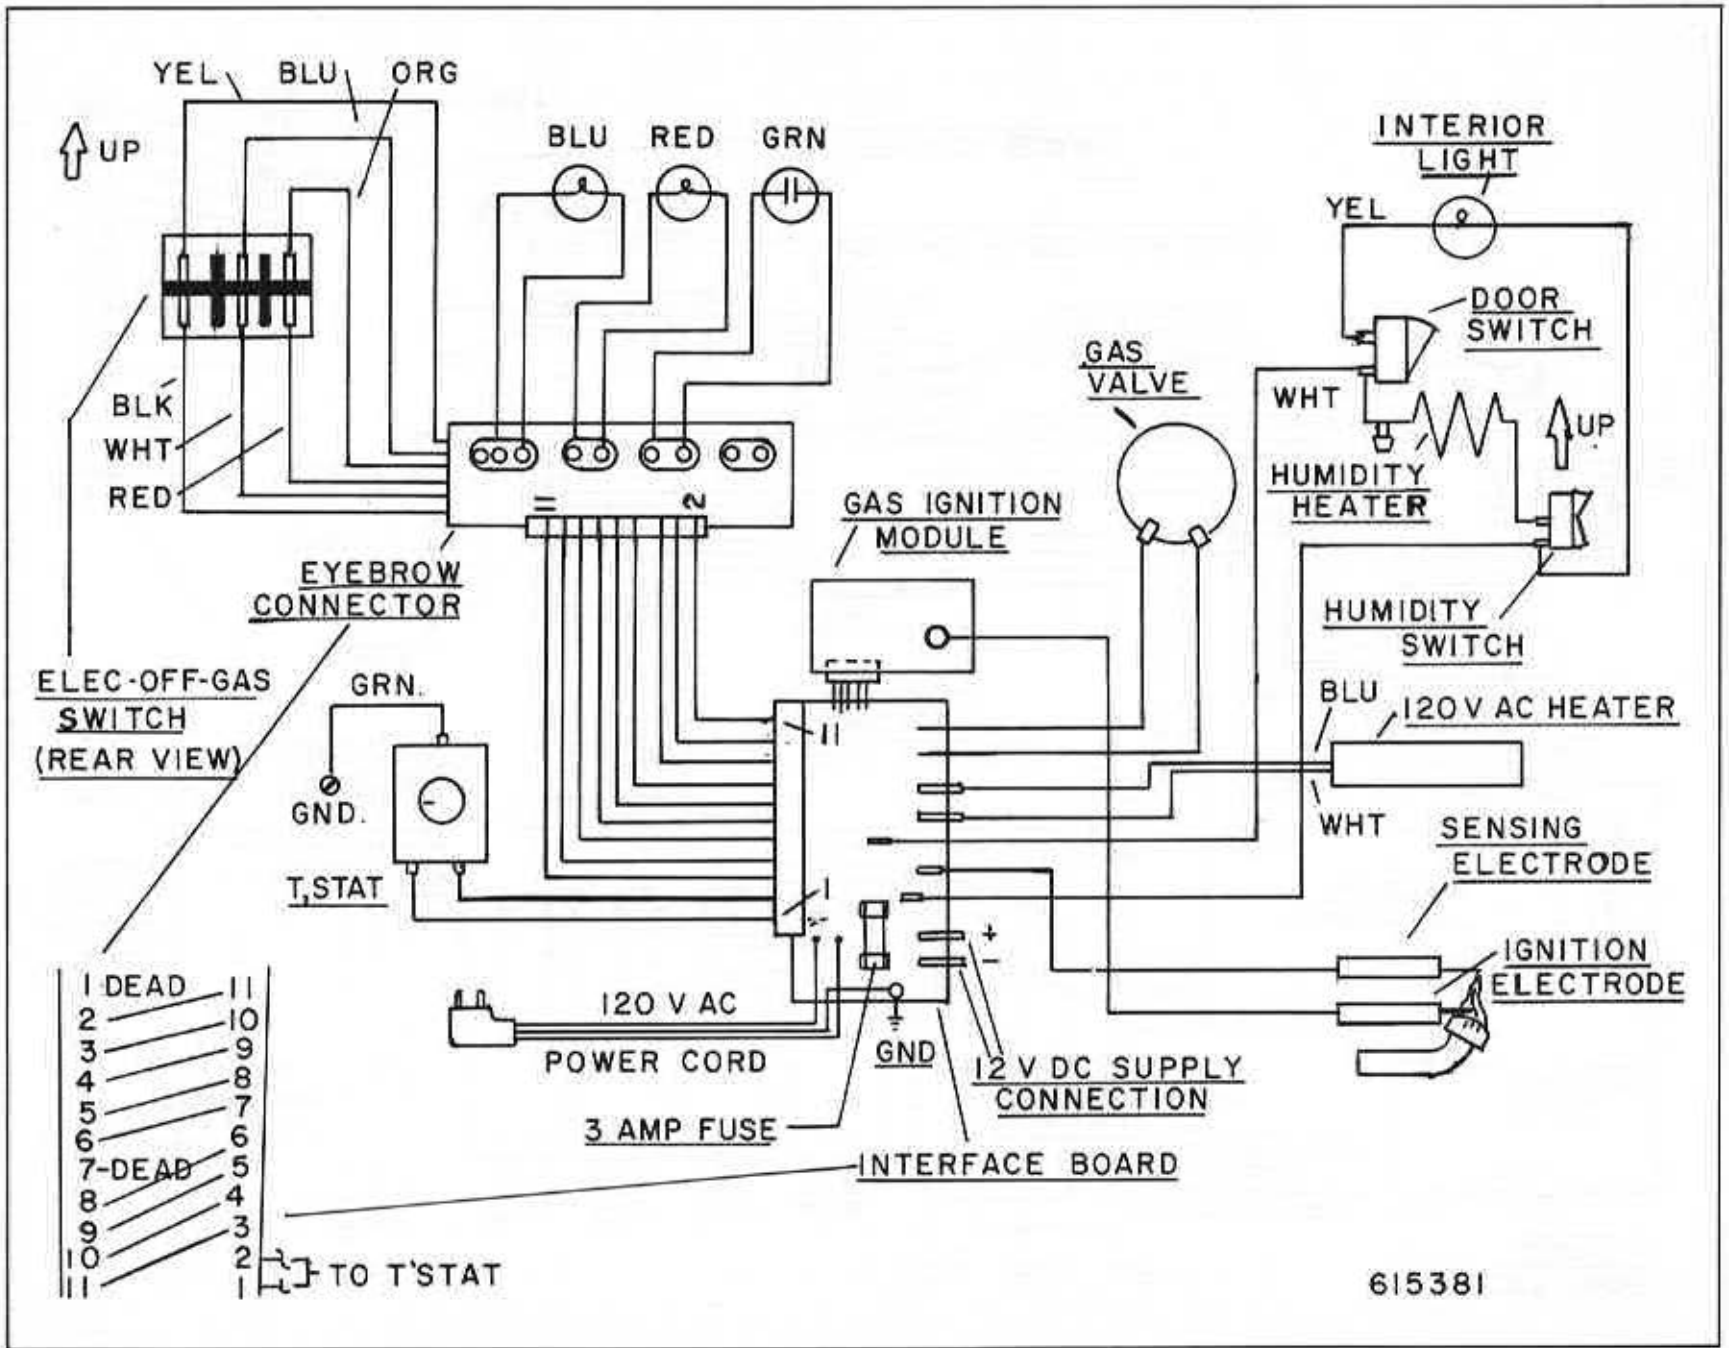 YEL BLU ORG
UP
BLU RED GRN
INTERIOR
LIGHT
YEL
DOOR
SWITCH
GAS
VALVE
WHT
UP
HUMIDITY
HEATER
BLK
WHT
RED
11 2
GAS IGNITION
MODULE
EYEBROW
CONNECTOR
HUMIDITY
SWITCH
ELEC-OFF-GAS
SWITCH
(REAR VIEW)
GRN.
GND.
T,STAT
11
1
BLU
120 V AC HEATER
WHT
SENSING
ELECTRODE
IGNITION
ELECTRODE
+
-
120 V AC
POWER CORD
GND
12 V DC SUPPLY
CONNECTION
3 AMP FUSE
INTERFACE BOARD
1 DEAD 11
2 10
3 9
4 8
5 7
6 6
7-DEAD 5
8 4
9 3
10 2
11 1
TO T'STAT
615381